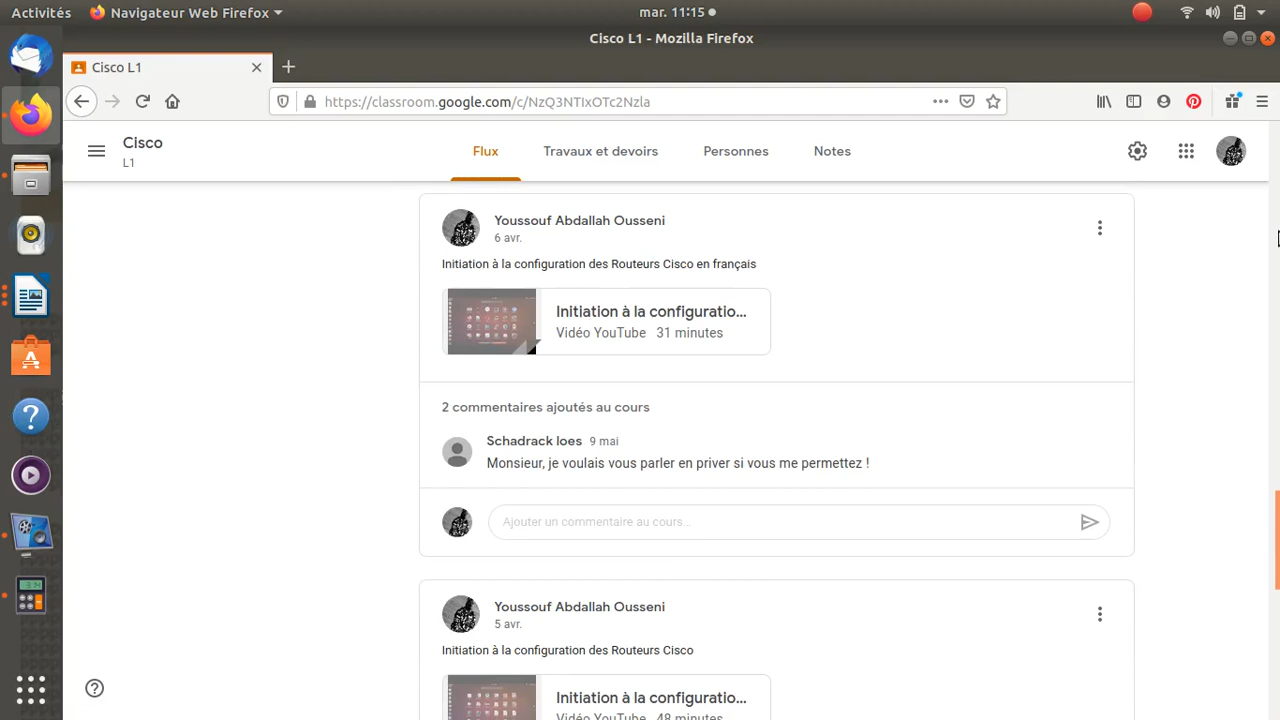 Activités
Navigateur Web Firefox
mar. 11:15
Cisco L1 - Mozilla Firefox
Cisco L1
https://classroom.google.com/c/NzQ3NTIxOTc2Nzla
Cisco
L1
Flux
Travaux et devoirs
Personnes
Notes
Youssouf Abdallah Ousseni
6 avr.
Initiation à la configuration des Routeurs Cisco en français
Initiation à la configuratio...
Vidéo YouTube 31 minutes
2 commentaires ajoutés au cours
Schadrack loes 9 mai
Monsieur, je voulais vous parler en priver si vous me permettez !
Ajouter un commentaire au cours...
Youssouf Abdallah Ousseni
5 avr.
Initiation à la configuration des Routeurs Cisco
Initiation à la configuratio...
Vidéo YouTube 48 minutes